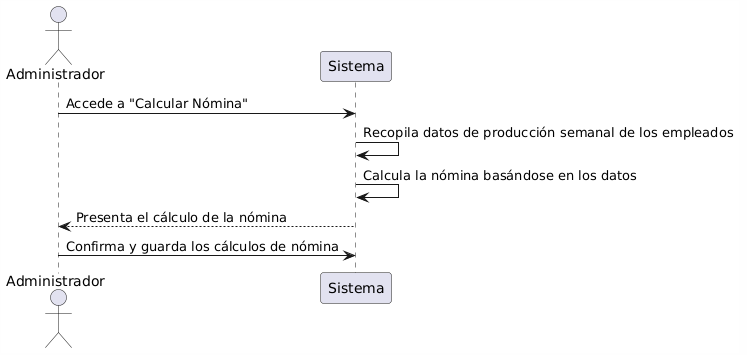 Administrador
Sistema
Accede a "Calcular Nómina"
Recopila datos de producción semanal de los empleados
Calcula la nómina basándose en los datos
Presenta el cálculo de la nómina
Confirma y guarda los cálculos de nómina
Administrador
Sistema